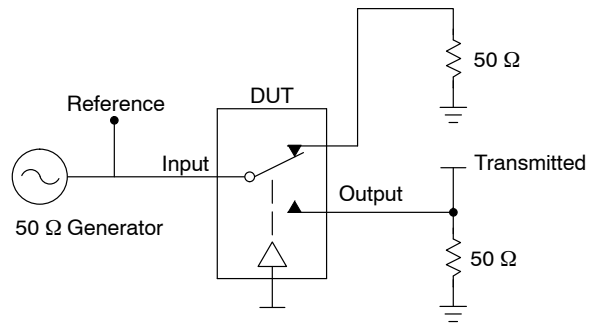 50 Ω
DUT
Reference
Input
Transmitted
Output
50 Ω Generator
50 Ω